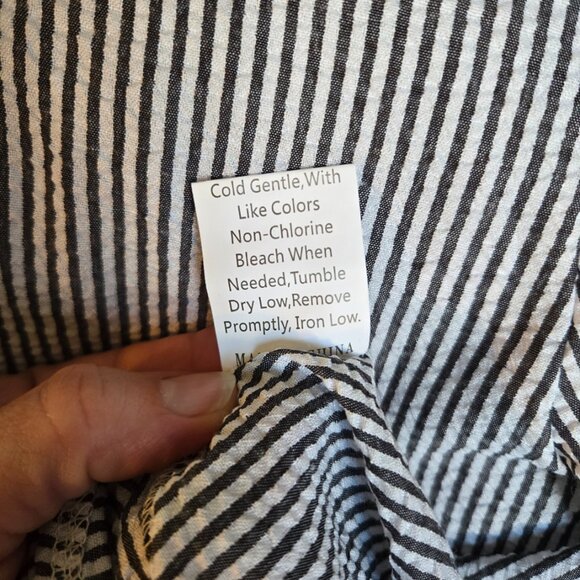 Cold Gentle,With
Like Colors
Non-Chlorine
Bleach When
Needed,Tumble
Dry Low,Remove
Promptly, Iron Low.